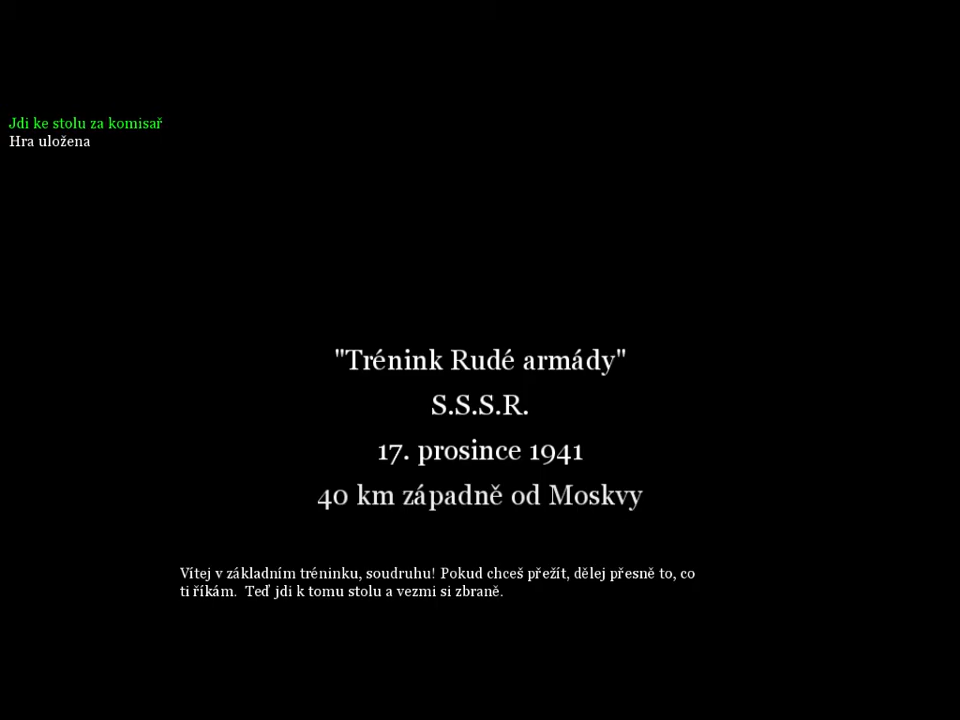 Jdi ke stolu za komisař
Hra uložena
"Trénink Rudé armády"
S.S.S.R.
17. prosince 1941
40 km západně od Moskvy
Vítej v základním tréninku, soudruhu! Pokud chceš přežít, dělej přesně to, co
ti říkám.  Teď jdi k tomu stolu a vezmi si zbraně.